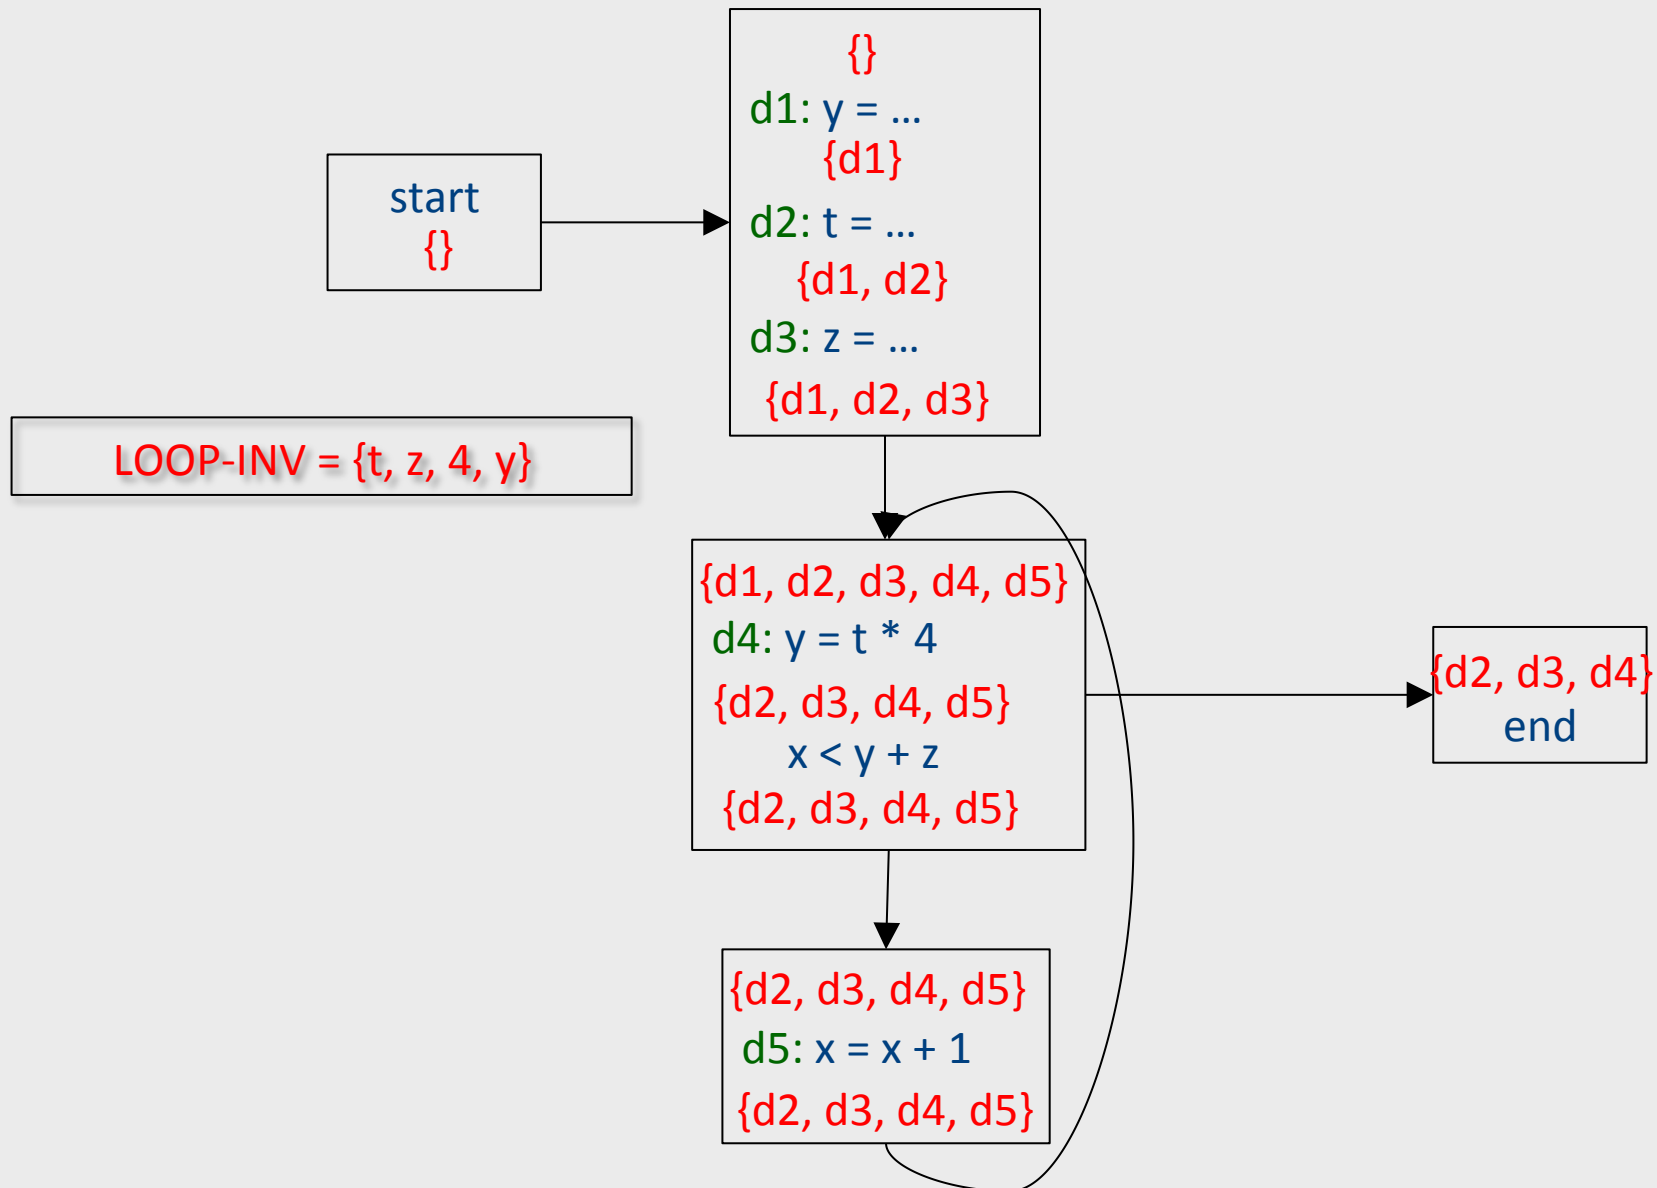 start
{}
{}
d1: y = ...
{d1}
d2: t = ...
{d1, d2}
d3: z = ...
{d1, d2, d3}
LOOP-INV = {t, z, 4, y}
{d1, d2, d3, d4, d5}
d4: y = t * 4
{d2, d3, d4, d5}
x < y + z
{d2, d3, d4, d5}
{d2, d3, d4}
end
{d2, d3, d4, d5}
d5: x = x + 1
{d2, d3, d4, d5}